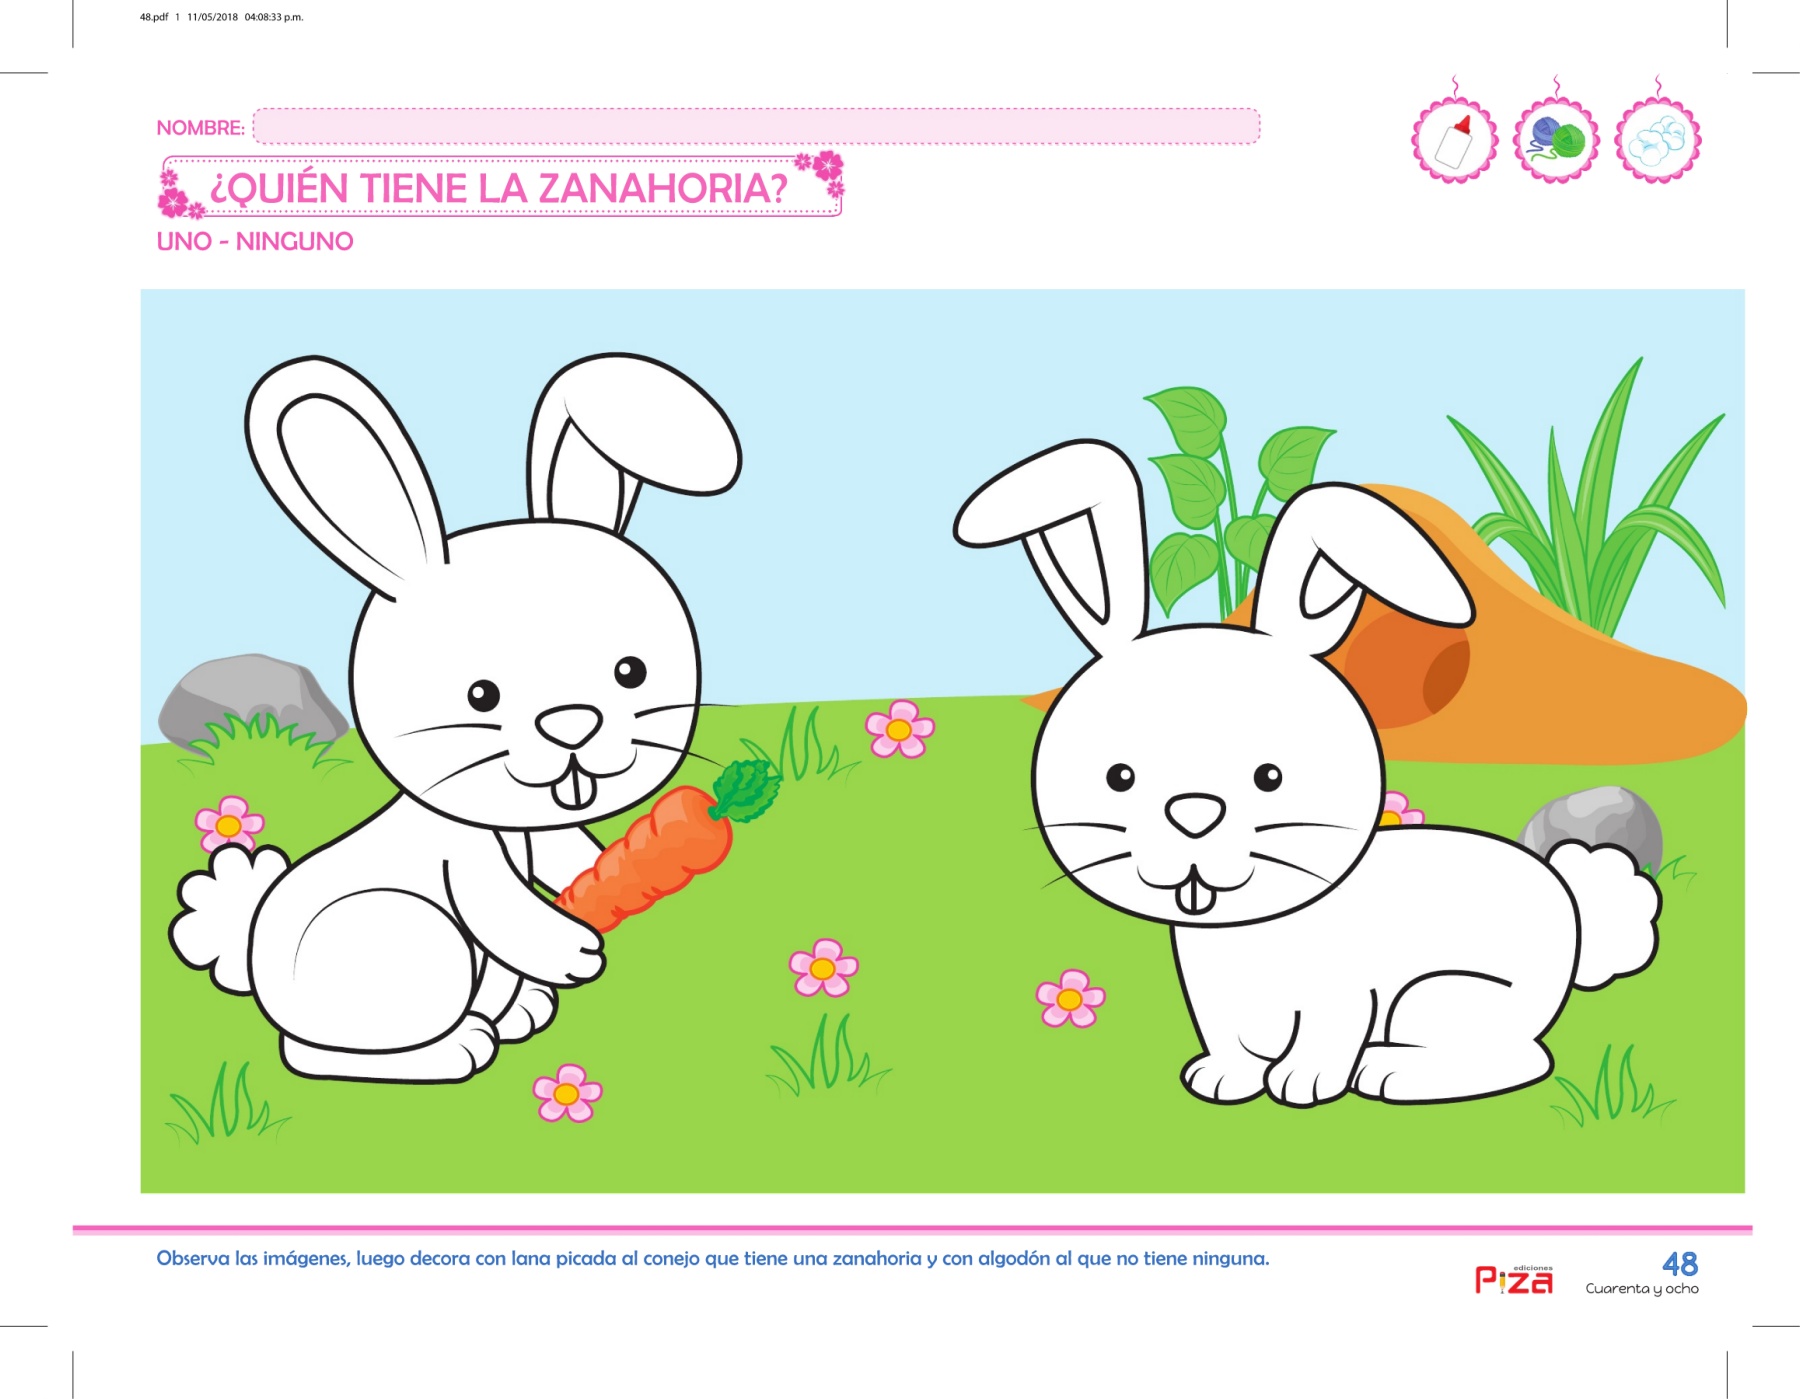 48.pdf 1 11/05/2018 04:08:33 p.m.
NOMBRE:
¿QUIÉN TIENE LA ZANAHORIA?
UNO - NINGUNO
Observa las imágenes, luego decora con lana picada al conejo que tiene una zanahoria y con algodón al que no tiene ninguna.
ediciones
Piza
48
Cuarenta y ocho